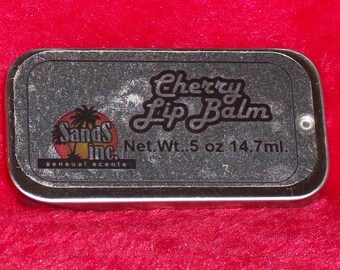 Cherry
Lip Balm
Net.Wt..5 oz 14.7ml.
SandS
inc.
sensual scents